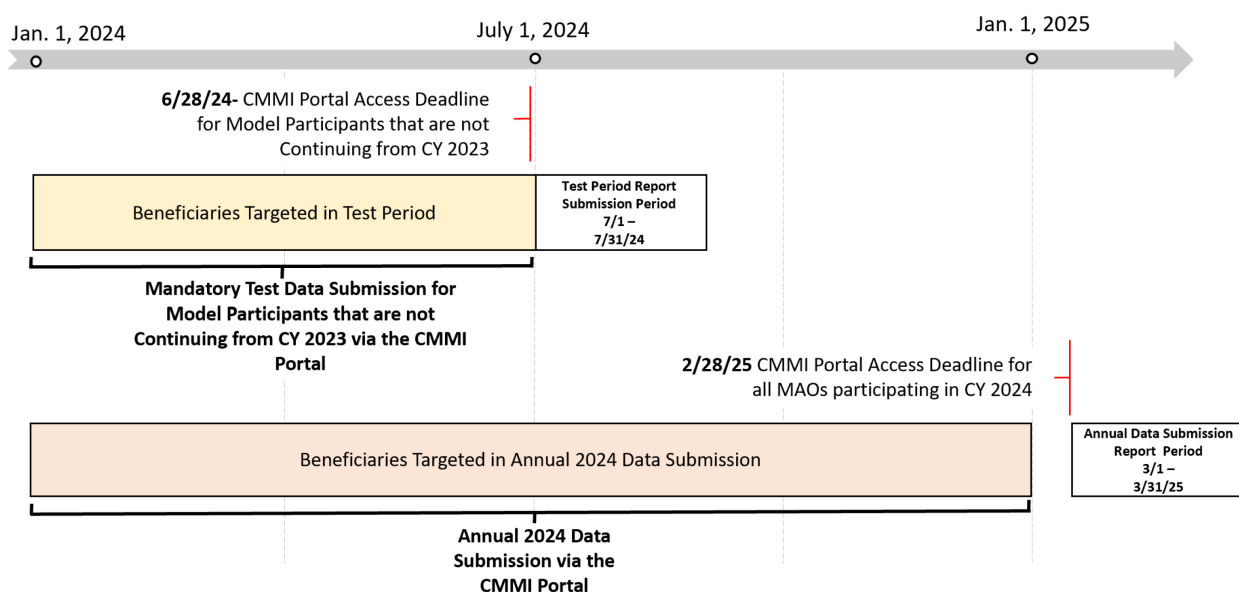 Jan. 1, 2024
July 1, 2024
Jan. 1, 2025
6/28/24- CMMI Portal Access Deadline
for Model Participants that are not
Continuing from CY 2023
Beneficiaries Targeted in Test Period
Test Period Report
Submission Period
7/1 –
7/31/24
Mandatory Test Data Submission for
Model Participants that are not
Continuing from CY 2023 via the CMMI
Portal
2/28/25 CMMI Portal Access Deadline for
all MAOs participating in CY 2024
Beneficiaries Targeted in Annual 2024 Data Submission
Annual Data Submission
Report Period
3/1 –
3/31/25
Annual 2024 Data
Submission via the
CMMI Portal